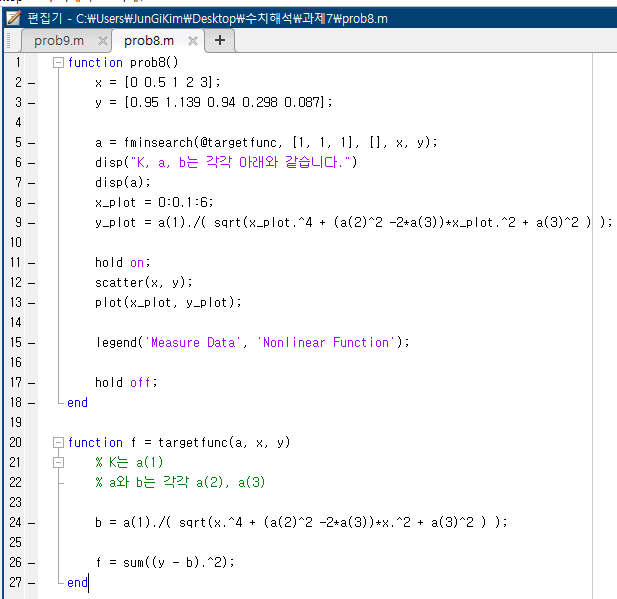 편집기 - C:₩Users₩JunGiKim₩Desktop₩수치해석₩과제7₩prob8.m
prob9.m × prob8.m × +
1 function prob8()
2 – x = [0 0.5 1 2 3];
3 – y = [0.95 1.139 0.94 0.298 0.087];
4
5 – a = fminsearch(@targetfunc, [1, 1, 1], [], x, y);
6 – disp("K, a, b는 각각 아래와 같습니다.")
7 – disp(a);
8 – x_plot = 0:0.1:6;
9 – y_plot = a(1)./( sqrt(x_plot.^4 + (a(2)^2 -2*a(3))*x_plot.^2 + a(3)^2 ) );
10
11 – hold on;
12 – scatter(x, y);
13 – plot(x_plot, y_plot);
14
15 – legend('Measure Data', 'Nonlinear Function');
16
17 – hold off;
18 – end
19
20 function f = targetfunc(a, x, y)
21 % K는 a(1)
22 % a와 b는 각각 a(2), a(3)
23
24 – b = a(1)./( sqrt(x.^4 + (a(2)^2 -2*a(3))*x.^2 + a(3)^2 ) );
25
26 – f = sum((y - b).^2);
27 – end